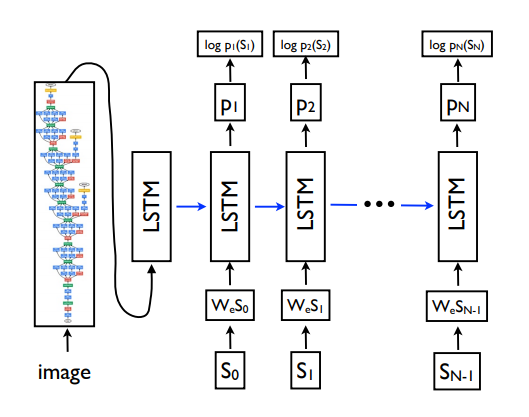 log p1(S1) log p2(S2) log pN(SN)
p1 p2 pN
LSTM LSTM LSTM LSTM
WeS0 WeS1 WeSN-1
image S0 S1 SN-1